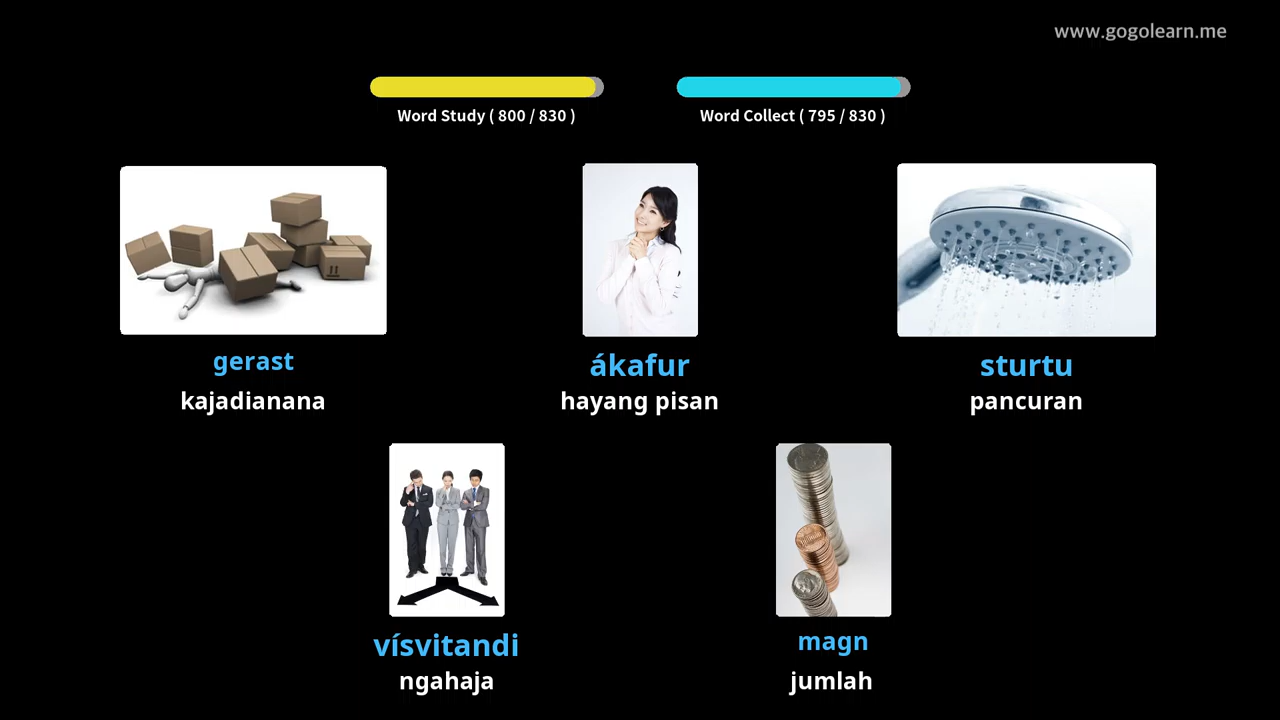 www.gogolearn.me
Word Study ( 800 / 830 )
Word Collect ( 795 / 830 )
gerast
kajadianana
ákafur
hayang pisan
sturtu
pancuran
vísvitandi
ngahaja
magn
jumlah